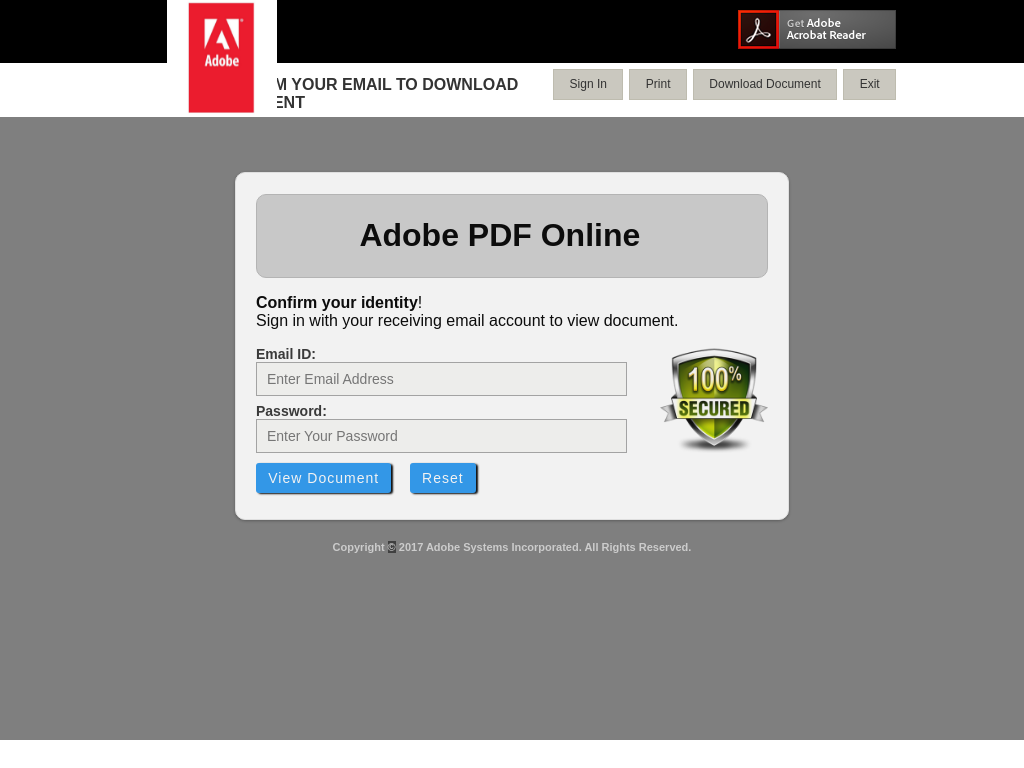 Adobe
Get Adobe
Acrobat Reader
M YOUR EMAIL TO DOWNLOAD
ENT
Sign In
Print
Download Document
Exit
Adobe PDF Online
Confirm your identity!
Sign in with your receiving email account to view document.
Email ID:
Enter Email Address
Password:
Enter Your Password
100%
SECURED
View Document
Reset
Copyright © 2017 Adobe Systems Incorporated. All Rights Reserved.